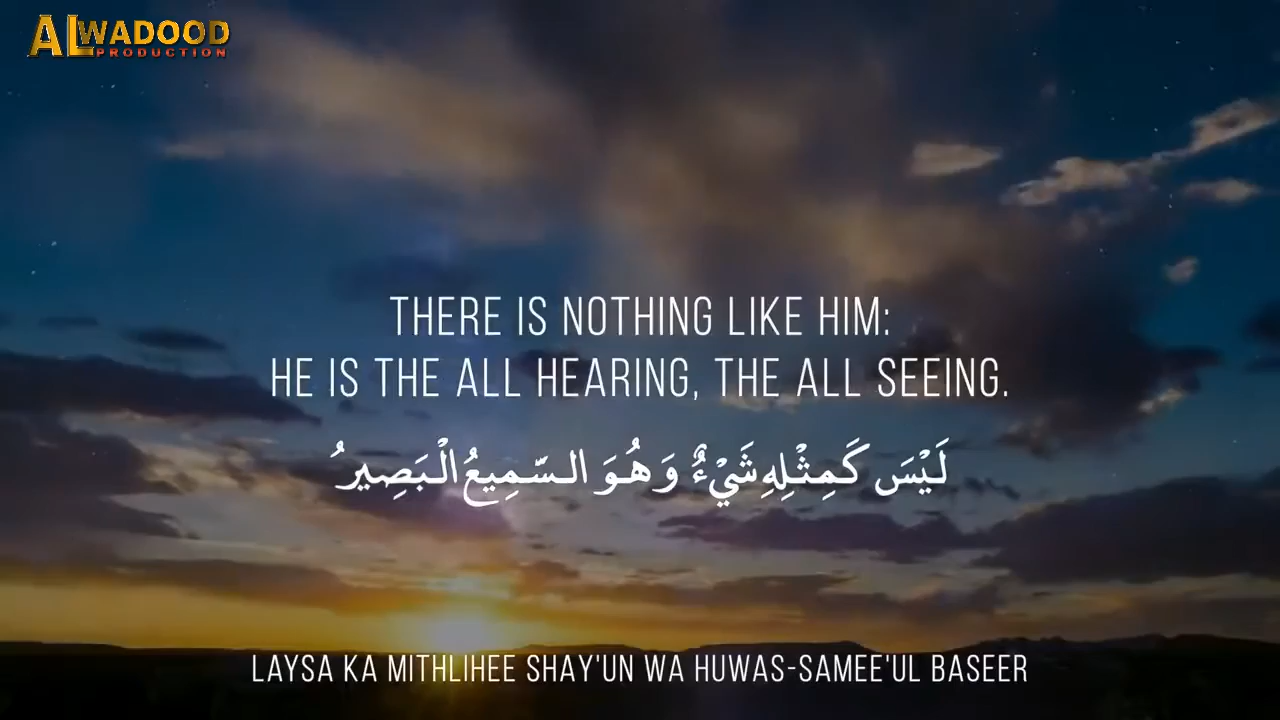 ALWADOOD
PRODUCTION
THERE IS NOTHING LIKE HIM:
HE IS THE ALL HEARING, THE ALL SEEING.
لَيْسَ كَمِثْلِهِ شَيْءٌ وَهُوَ السّمِيعُ الْبَصِيرُ
LAYSA KA MITHLIHEE SHAY'UN WA HUWAS-SAMEE'UL BASEER